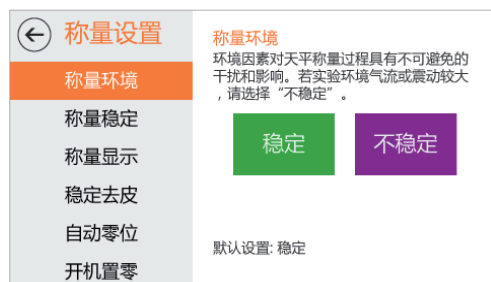 称量设置
称量环境
称量稳定
称量显示
稳定去皮
自动零位
开机置零
称量环境
环境因素对天平称量过程具有不可避免的
干扰和影响。若实验环境气流或震动较大
，请选择“不稳定”。
稳定
不稳定
默认设置: 稳定